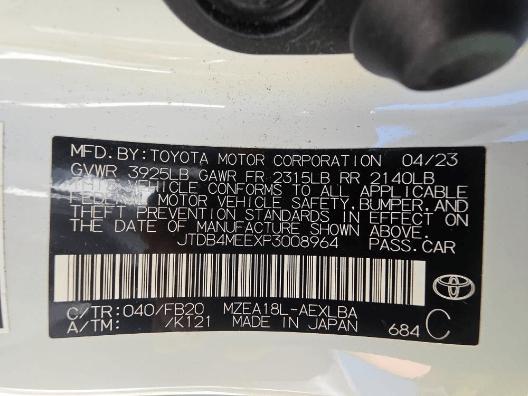 MFD. BY: TOYOTA MOTOR CORPORATION 04/23
GVWR 3925LB GAWR FR 2315LB RR 2140LB
THIS VEHICLE CONFORMS TO ALL APPLICABLE
FEDERAL MOTOR VEHICLE SAFETY, BUMPER, AND
THEFT PREVENTION STANDARDS IN EFFECT ON
THE DATE OF MANUFACTURE SHOWN ABOVE.
JTDB4MEEXP3008964 PASS. CAR
C/TR: 040/FB20 MZEA18L-AEXLBA
A/TM: /K121 MADE IN JAPAN 684 C